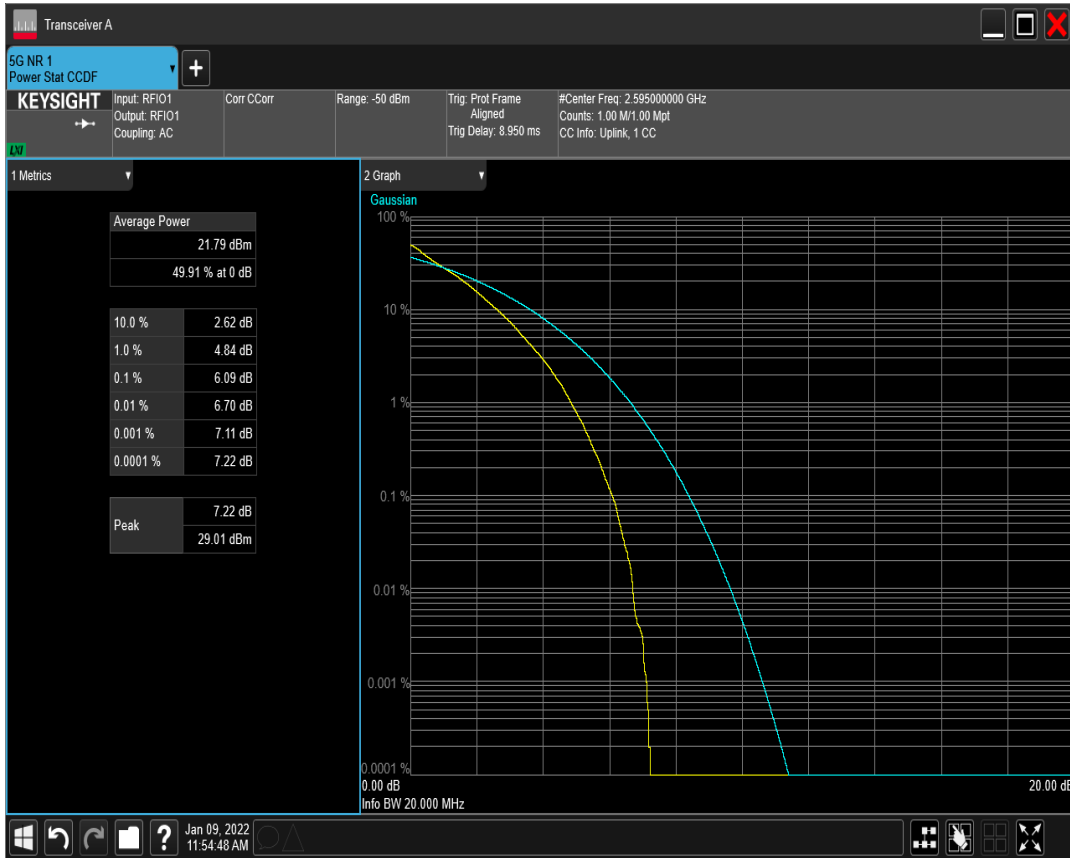 Transceiver A
5G NR 1
Power Stat CCDF
KEYSIGHT
LXI
Input: RFIO1
Output: RFIO1
Coupling: AC
Corr CCorr
Range: -50 dBm
Trig: Prot Frame
Aligned
Trig Delay: 8.950 ms
#Center Freq: 2.595000000 GHz
Counts: 1.00 M/1.00 Mpt
CC Info: Uplink, 1 CC
1 Metrics
Average Power
21.79 dBm
49.91 % at 0 dB
10.0 % 2.62 dB
1.0 % 4.84 dB
0.1 % 6.09 dB
0.01 % 6.70 dB
0.001 % 7.11 dB
0.0001 % 7.22 dB
Peak
7.22 dB
29.01 dBm
2 Graph
Gaussian
100 %
10 %
1 %
0.1 %
0.01 %
0.001 %
0.0001 %
0.00 dB
20.00 dB
Info BW 20.000 MHz
?
Jan 09, 2022
11:54:48 AM